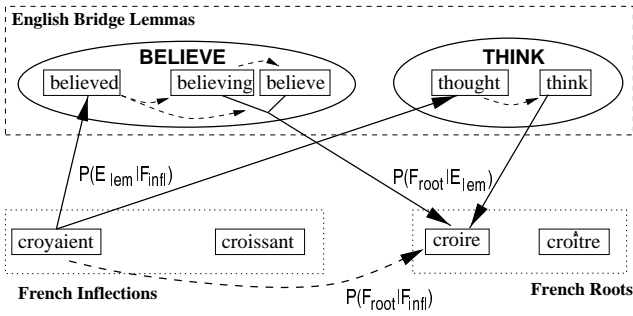 English Bridge Lemmas
BELIEVE
THINK
believed
believing
believe
thought
think
P(E_lem|F_infl)
P(F_root|E_lem)
croyaient
croissant
croire
croître
French Inflections
P(F_root|F_infl)
French Roots